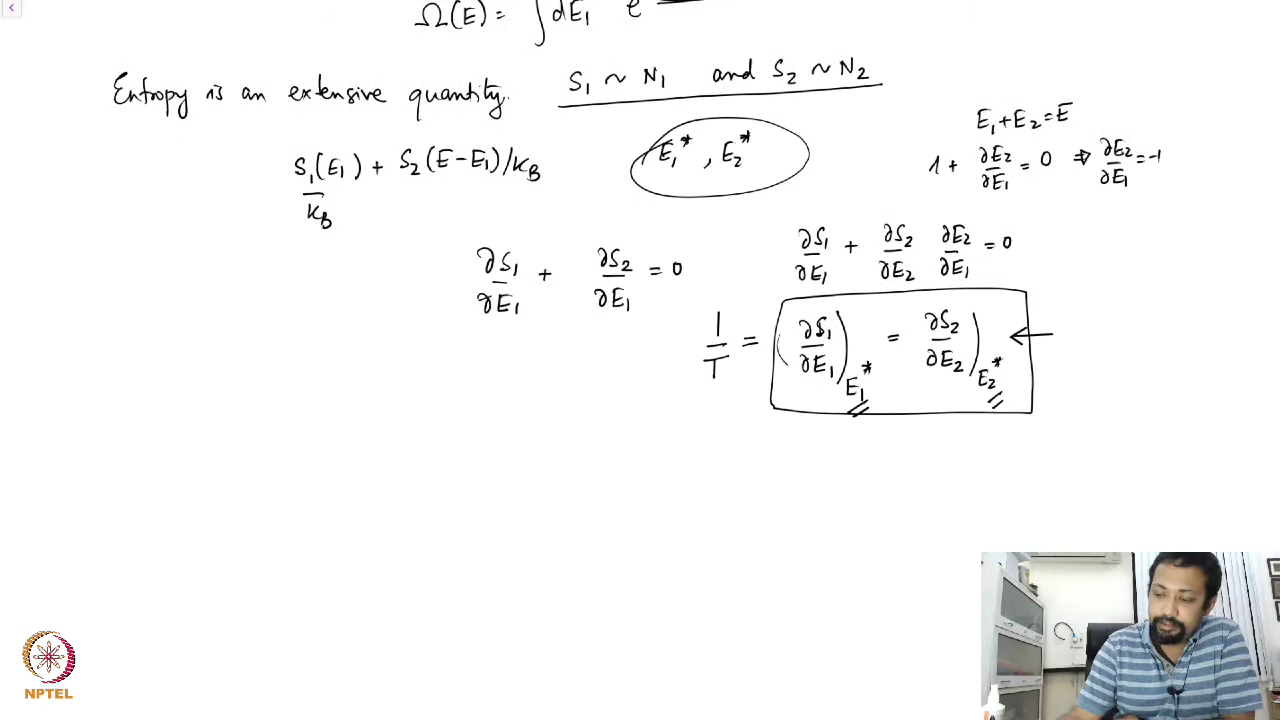 Ω(E) = ∫dE₁ e
Entropy is an extensive quantity. S₁ ~ N₁ and S₂ ~ N₂
E₁+E₂=E
S₁(E₁)/k_B + S₂(E-E₁)/k_B E₁*, E₂* 1 + ∂E₂/∂E₁ = 0 ⇒ ∂E₂/∂E₁ = -1
∂S₁/∂E₁ + ∂S₂/∂E₂ ∂E₂/∂E₁ = 0
∂S₁/∂E₁ + ∂S₂/∂E₁ = 0
1/T = (∂S₁/∂E₁)_E₁* = ∂S₂/∂E₂)_E₂* ←
NPTEL